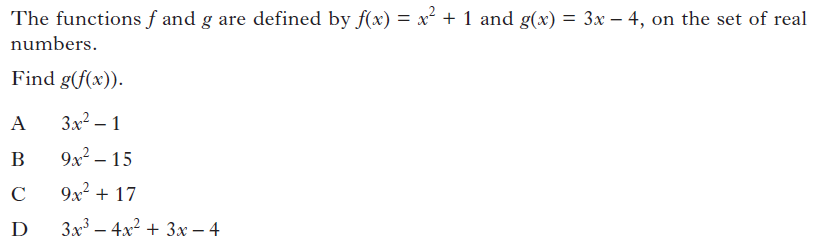 The functions f and g are defined by f(x) = x² + 1 and g(x) = 3x – 4, on the set of real
numbers.
Find g(f(x)).
A 3x² – 1
B 9x² – 15
C 9x² + 17
D 3x³ – 4x² + 3x – 4